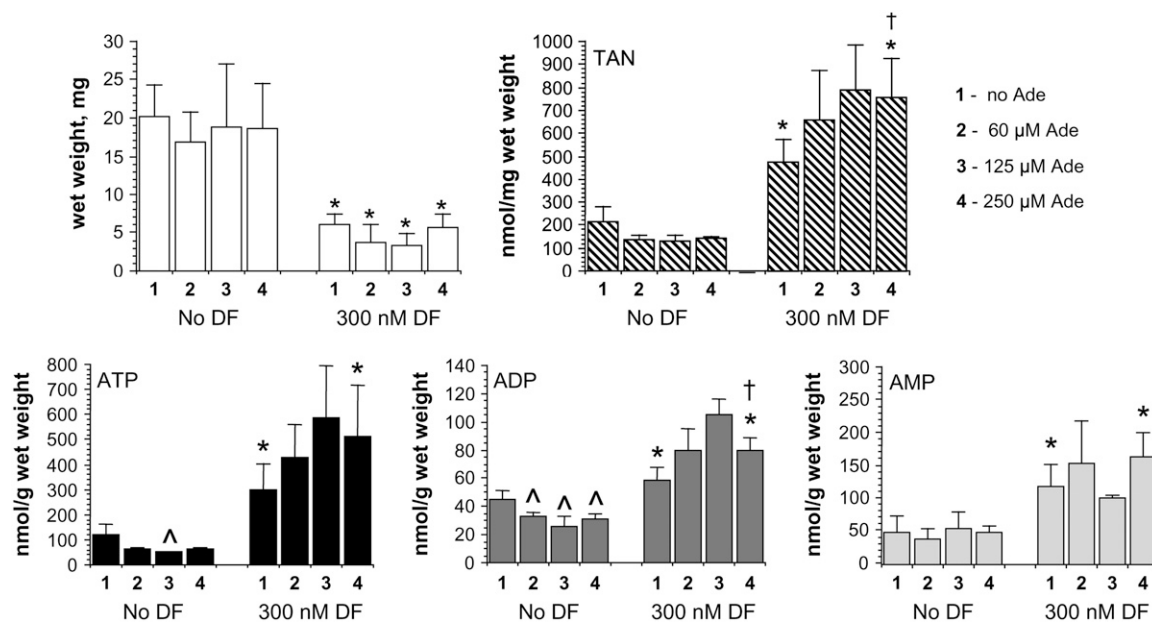 wet weight, mg
30
25
20
15
10
5
0
* * * *
1 2 3 4 1 2 3 4
No DF 300 nM DF
TAN
nmol/mg wet weight
1000
900
800
700
600
500
400
300
200
100
0
†
* *
1 2 3 4 1 2 3 4
No DF 300 nM DF
1 - no Ade
2 - 60 µM Ade
3 - 125 µM Ade
4 - 250 µM Ade
ATP
nmol/g wet weight
800
700
600
500
400
300
200
100
0
^ * *
1 2 3 4 1 2 3 4
No DF 300 nM DF
ADP
nmol/g wet weight
140
120
100
80
60
40
20
0
†
^ ^ ^ * *
1 2 3 4 1 2 3 4
No DF 300 nM DF
AMP
nmol/g wet weight
300
250
200
150
100
50
0
* *
1 2 3 4 1 2 3 4
No DF 300 nM DF